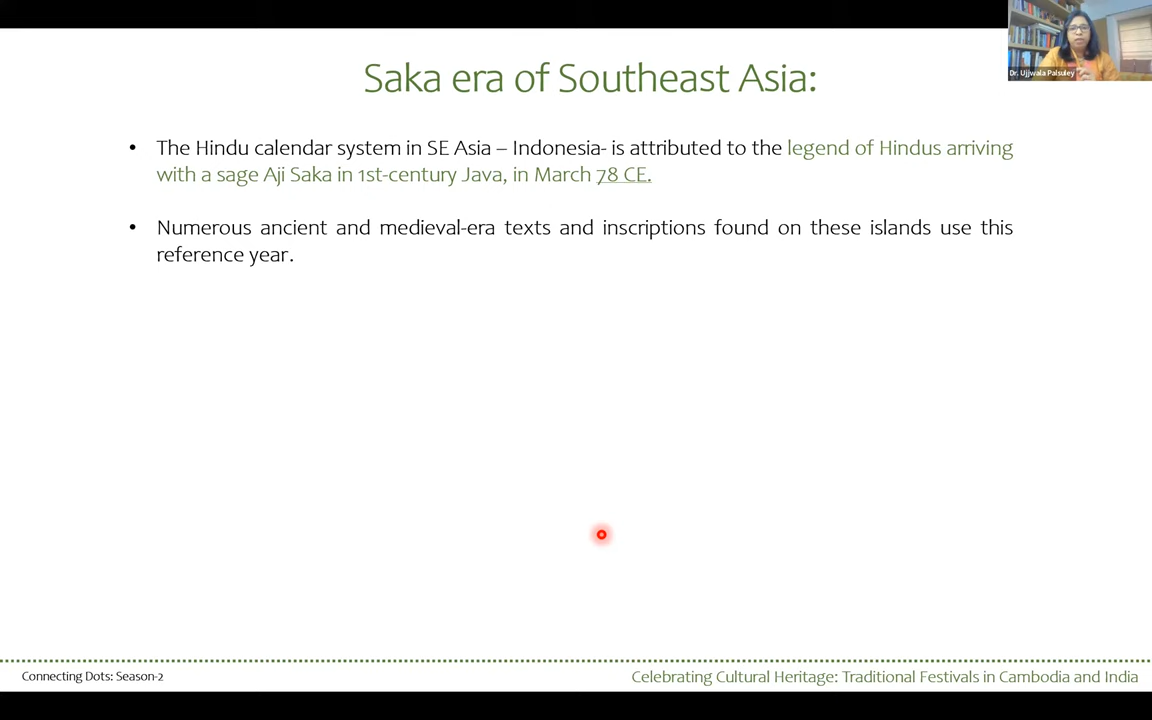 Dr. Ujjwala Palsuley
Saka era of Southeast Asia:
• The Hindu calendar system in SE Asia – Indonesia- is attributed to the legend of Hindus arriving
with a sage Aji Saka in 1st-century Java, in March 78 CE.
• Numerous ancient and medieval-era texts and inscriptions found on these islands use this
reference year.
Connecting Dots: Season-2
Celebrating Cultural Heritage: Traditional Festivals in Cambodia and India